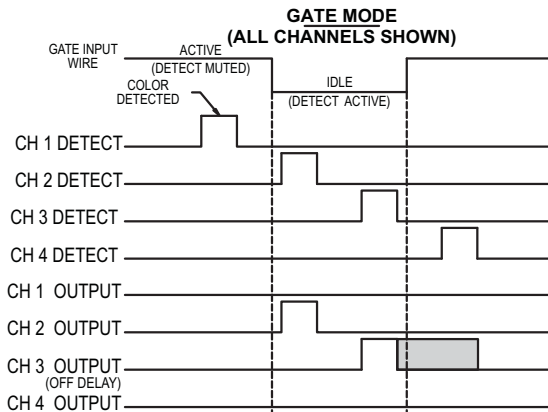 GATE MODE
(ALL CHANNELS SHOWN)
GATE INPUT
WIRE
ACTIVE
(DETECT MUTED)
IDLE
(DETECT ACTIVE)
COLOR
DETECTED
CH 1 DETECT
CH 2 DETECT
CH 3 DETECT
CH 4 DETECT
CH 1 OUTPUT
CH 2 OUTPUT
CH 3 OUTPUT
(OFF DELAY)
CH 4 OUTPUT